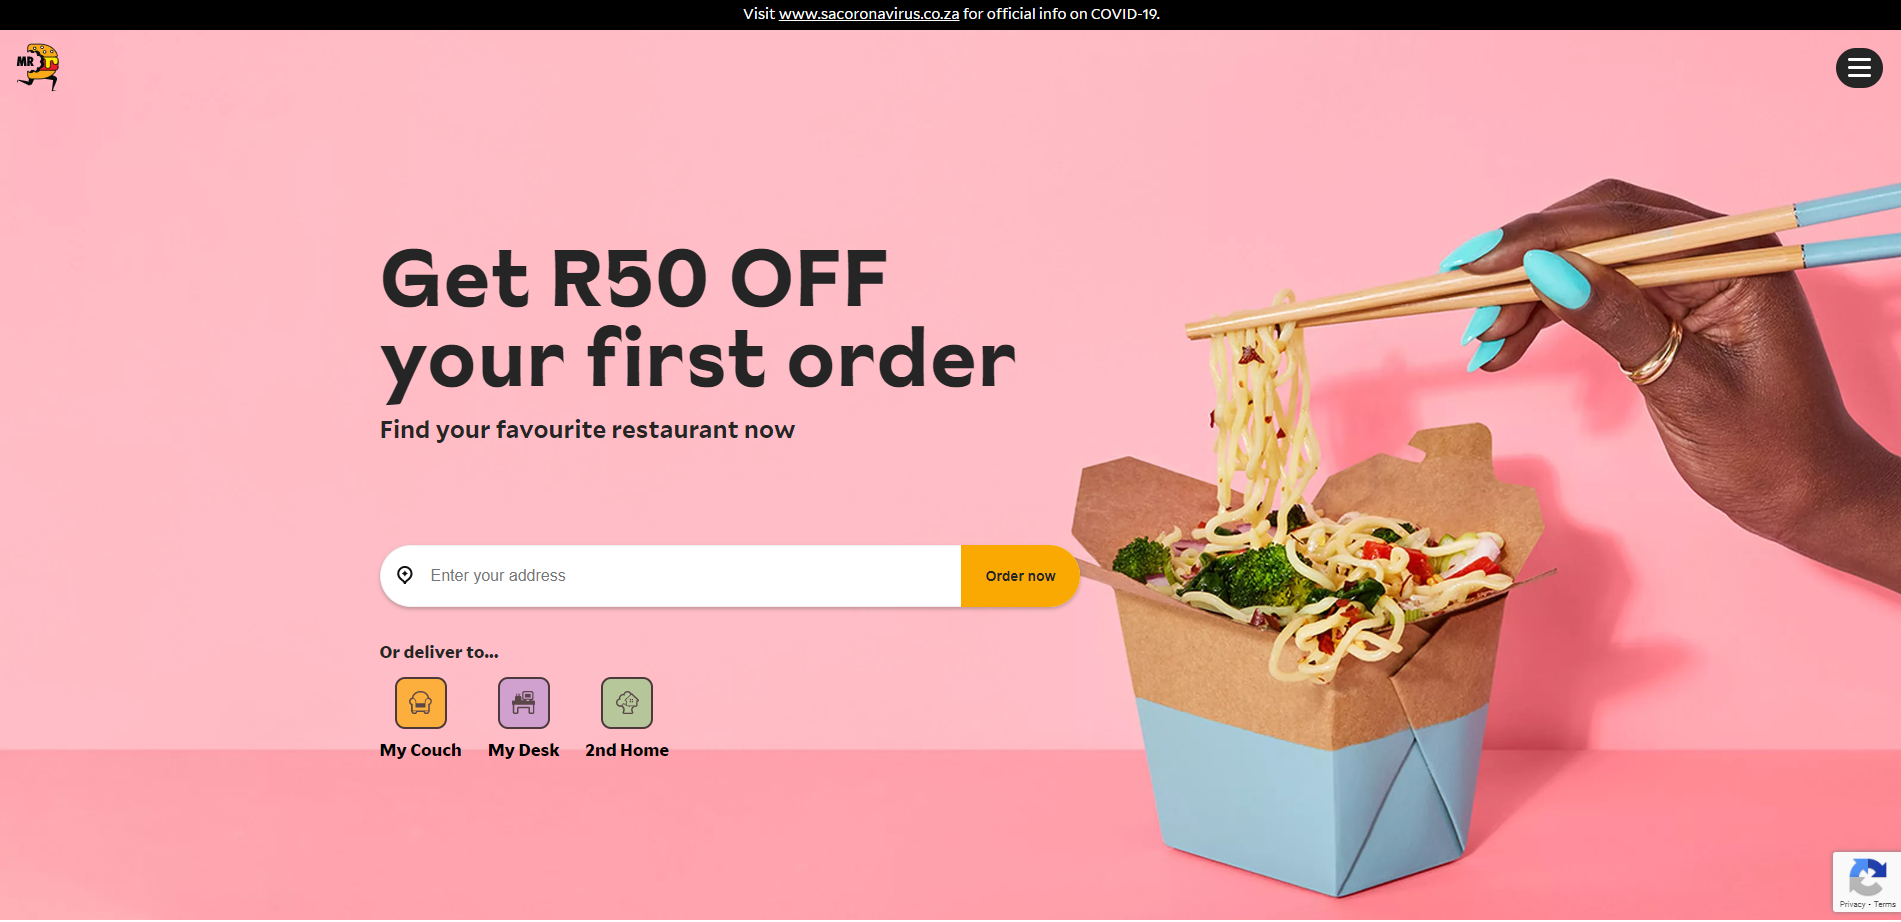 Visit www.sacoronavirus.co.za for official info on COVID-19.
MR
Get R50 OFF
your first order
Find your favourite restaurant now
Enter your address
Order now
Or deliver to...
My Couch
My Desk
2nd Home
Privacy - Terms